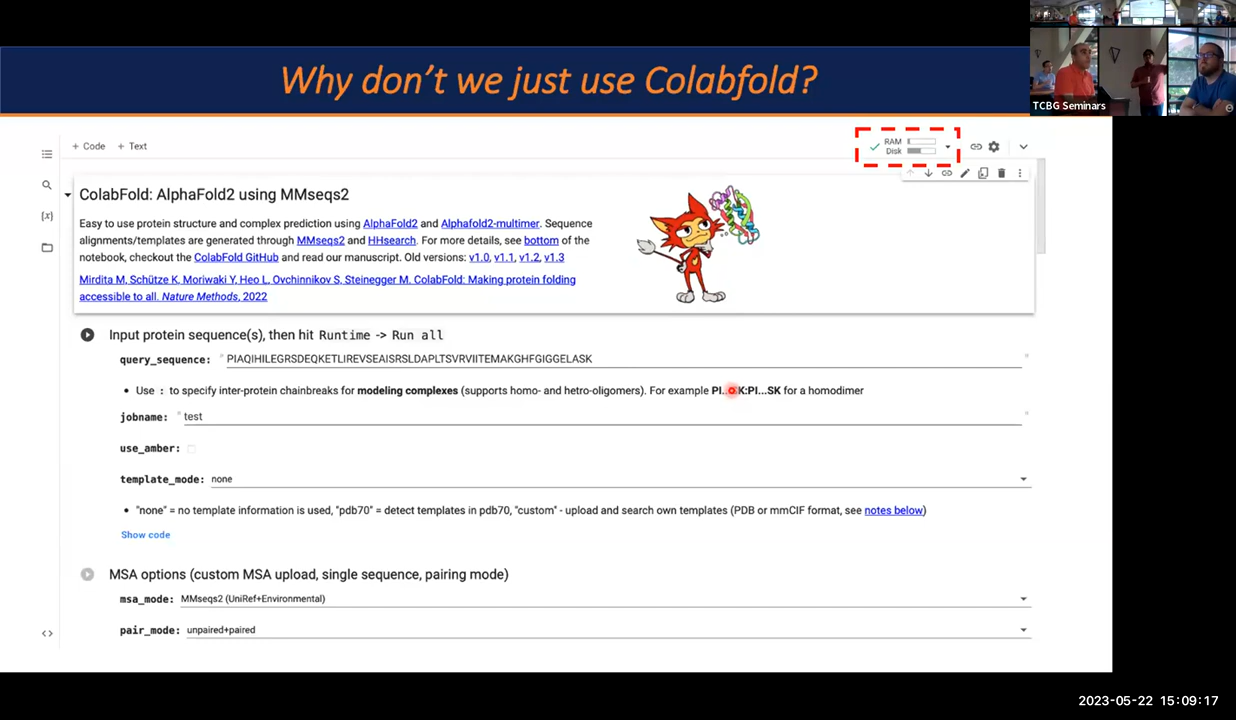 Why don't we just use Colabfold?
TCBG Seminars
+ Code + Text
RAM
Disk
ColabFold: AlphaFold2 using MMseqs2
Easy to use protein structure and complex prediction using AlphaFold2 and Alphafold2-multimer. Sequence
alignments/templates are generated through MMseqs2 and HHsearch. For more details, see bottom of the
notebook, checkout the ColabFold GitHub and read our manuscript. Old versions: v1.0, v1.1, v1.2, v1.3
Mirdita M, Schütze K, Moriwaki Y, Heo L, Ovchinnikov S, Steinegger M. ColabFold: Making protein folding
accessible to all. Nature Methods, 2022
Input protein sequence(s), then hit Runtime -> Run all
query_sequence: " PIAQIHILEGRSDEQKETLIREVSEAISRSLDAPLTSVRVIITEMAKGHFGIGGELASK "
• Use : to specify inter-protein chainbreaks for modeling complexes (supports homo- and hetro-oligomers). For example PI...SK:PI...SK for a homodimer
jobname: " test "
use_amber:
template_mode: none
• "none" = no template information is used, "pdb70" = detect templates in pdb70, "custom" - upload and search own templates (PDB or mmCIF format, see notes below)
Show code
MSA options (custom MSA upload, single sequence, pairing mode)
msa_mode: MMseqs2 (UniRef+Environmental)
pair_mode: unpaired+paired
{x}
<>
2023-05-22 15:09:17